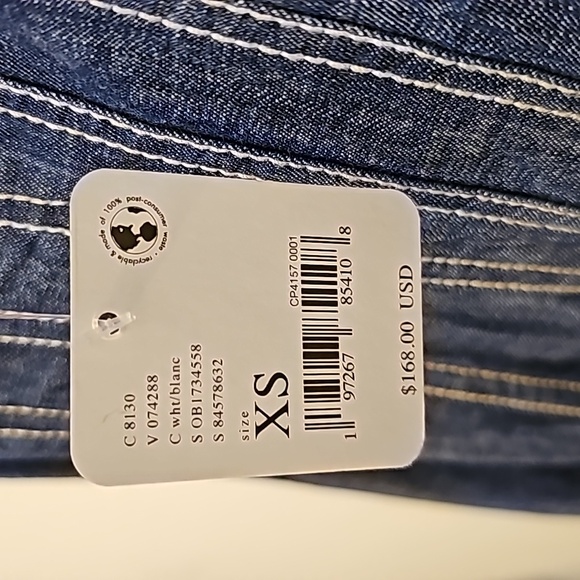 made of 100% post-consumer waste • recyclable &
C 8130
V 074288
C wht/blanc
S OB1734558
S 84578632
size
XS
CP4157 0001
1 97267 85410 8
$168.00 USD